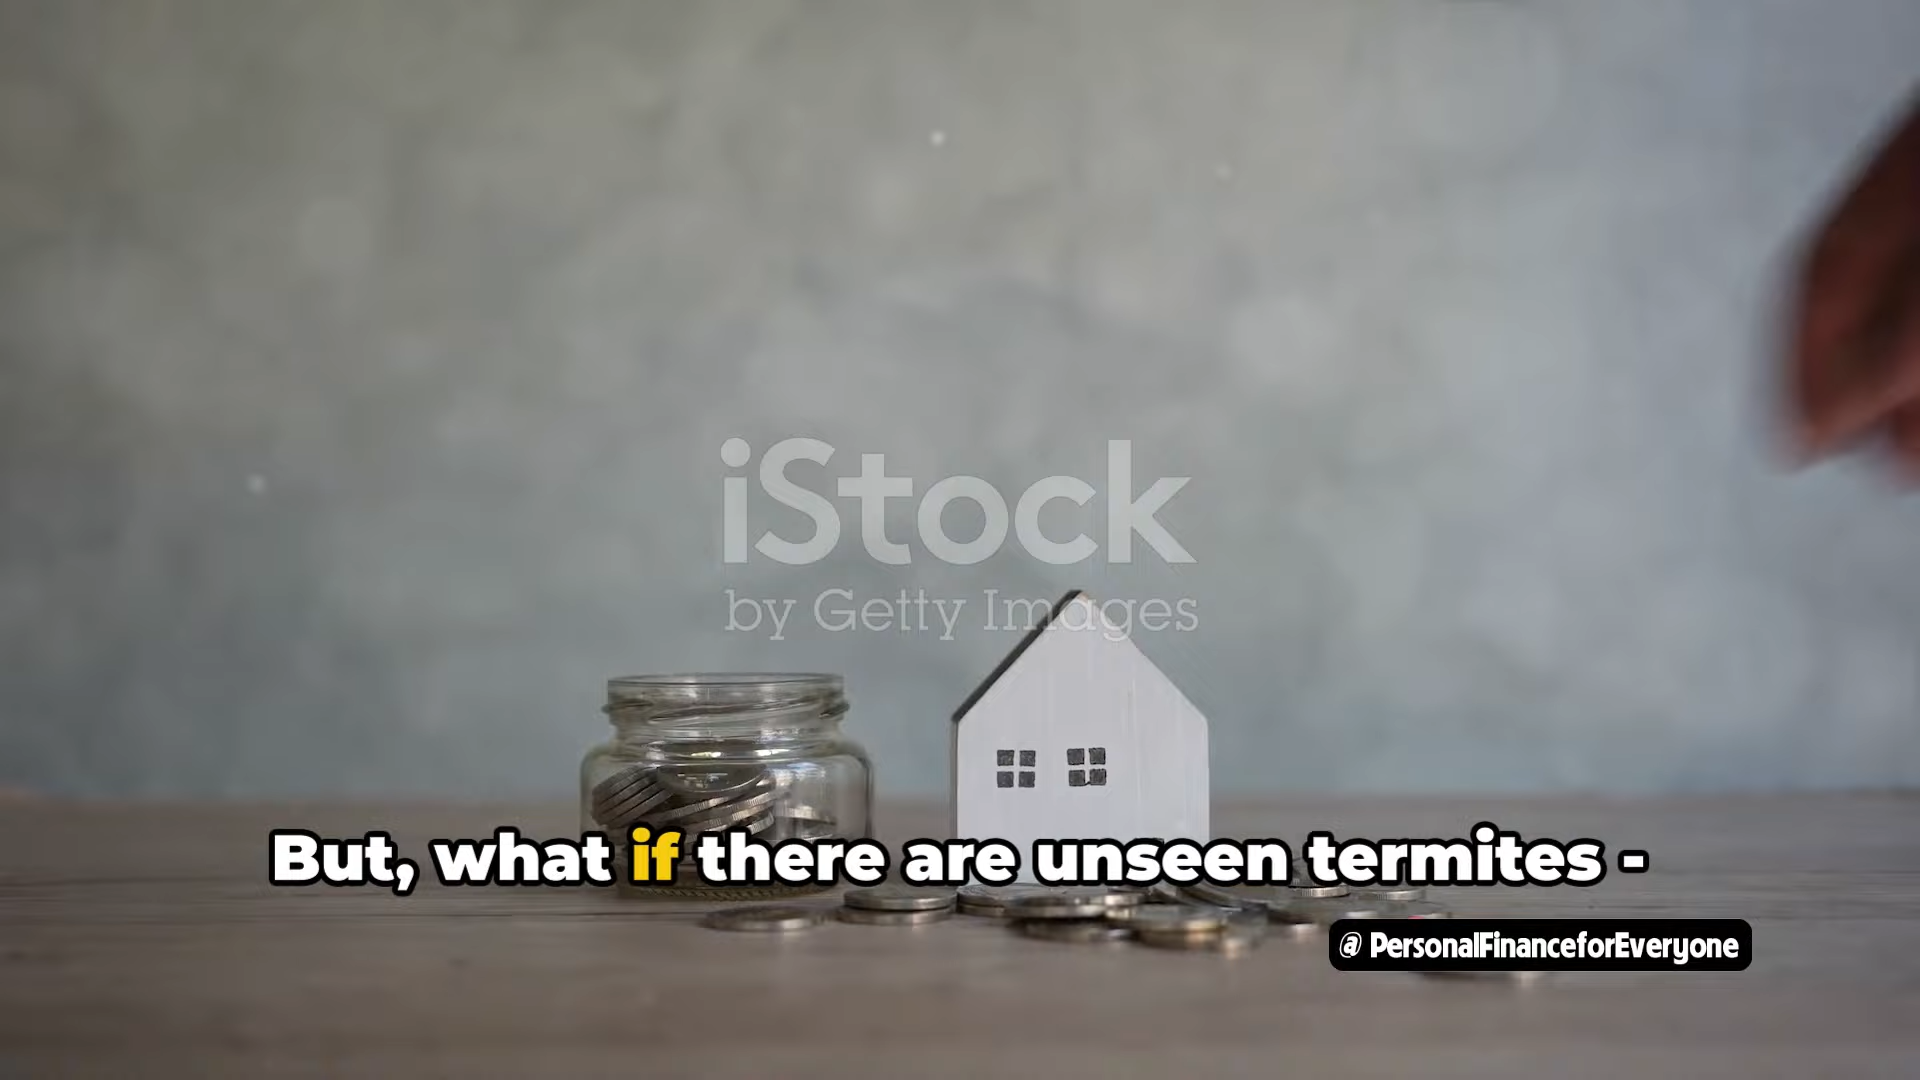 iStock
by Getty Images
But, what if there are unseen termites -
@ PersonalFinanceforEveryone